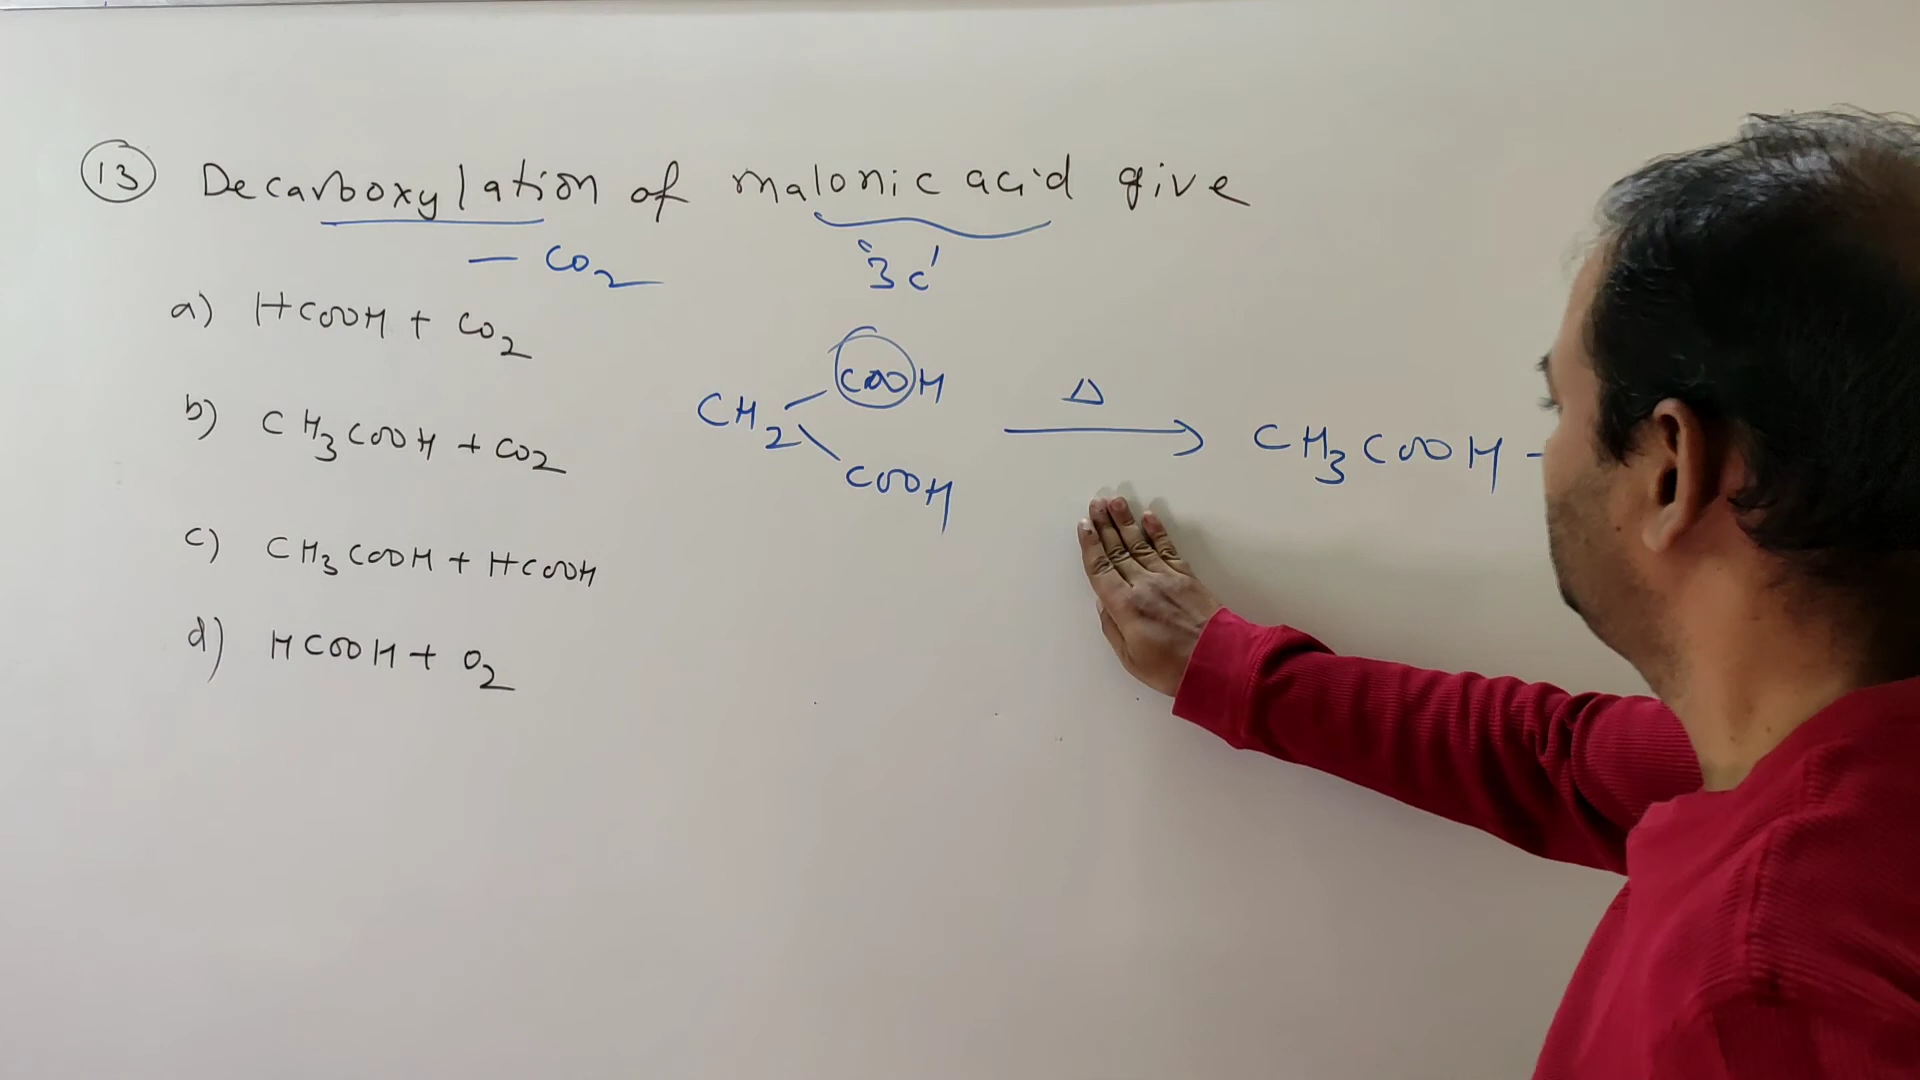 13 Decarboxylation of malonic acid give
— CO2
'3C'
a) HCOOH + CO2
b) CH3COOH + CO2
c) CH3COOH + HCOOH
d) HCOOH + O2
COOH
CH2
COOH
Δ
→
CH3COOH -